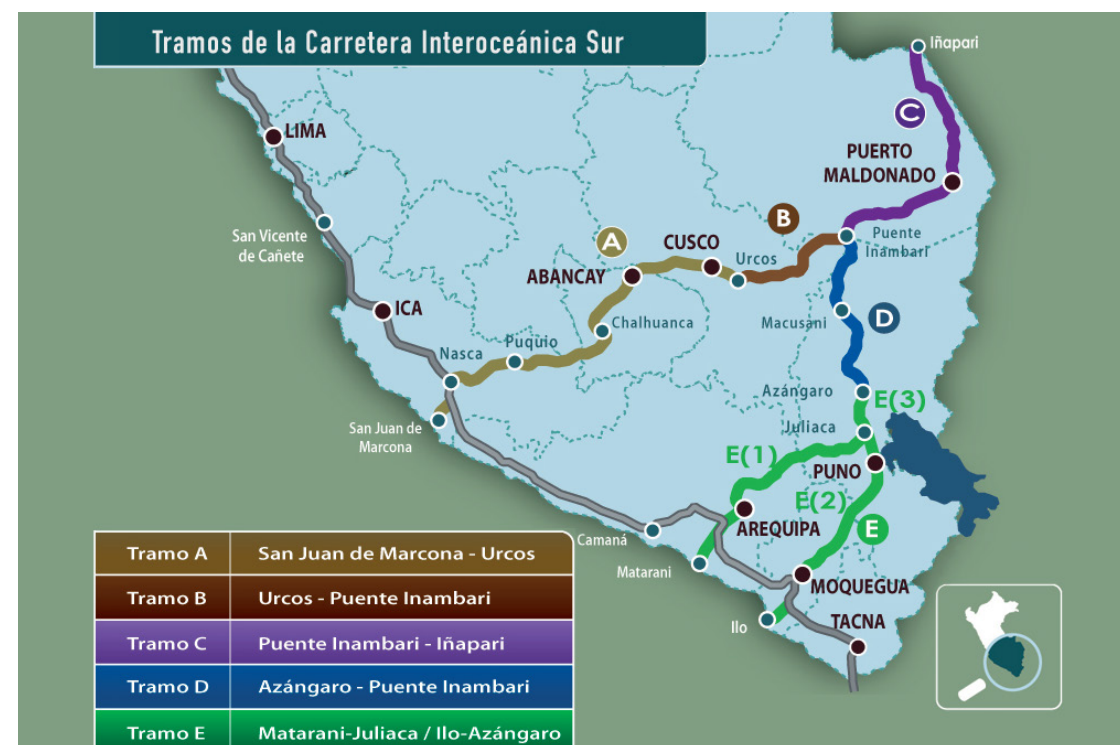 Tramos de la Carretera Interoceánica Sur
Iñapari
C
LIMA
PUERTO
MALDONADO
San Vicente
de Cañete
B
Puente
Inambari
A
CUSCO
Urcos
ABANCAY
ICA
Chalhuanca
Macusani
D
Nasca
Puquio
Azángaro
E(3)
San Juan de
Marcona
Juliaca
E(1)
PUNO
E(2)
AREQUIPA
E
Camaná
Matarani
MOQUEGUA
Ilo
TACNA
Tramo A San Juan de Marcona - Urcos
Tramo B Urcos - Puente Inambari
Tramo C Puente Inambari - Iñapari
Tramo D Azángaro - Puente Inambari
Tramo E Matarani-Juliaca / Ilo-Azángaro